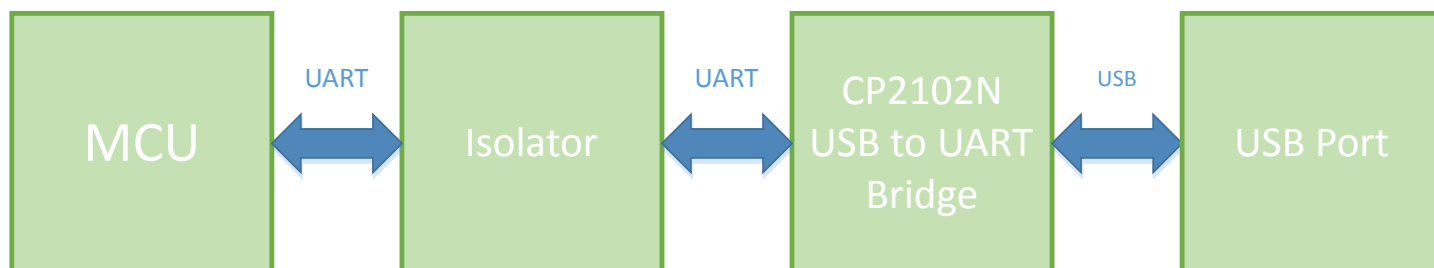 MCU
UART
Isolator
UART
CP2102N
USB to UART
Bridge
USB
USB Port